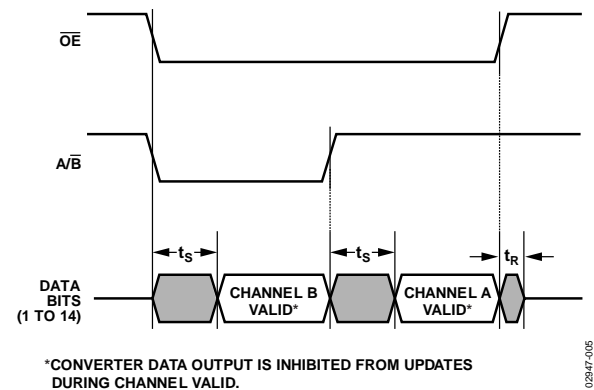 OE
A/B
tS
tS
tR
DATA
BITS
(1 TO 14)
CHANNEL B
VALID*
CHANNEL A
VALID*
*CONVERTER DATA OUTPUT IS INHIBITED FROM UPDATES
DURING CHANNEL VALID.
02947-005